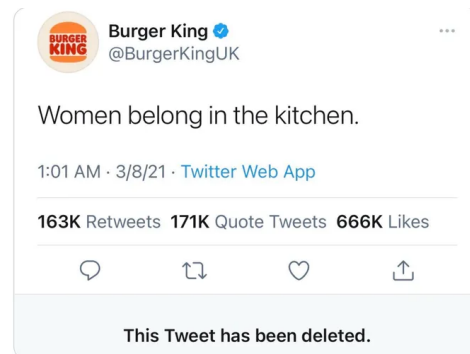 BURGER
KING
Burger King
@BurgerKingUK
Women belong in the kitchen.
1:01 AM · 3/8/21 · Twitter Web App
163K Retweets 171K Quote Tweets 666K Likes
This Tweet has been deleted.